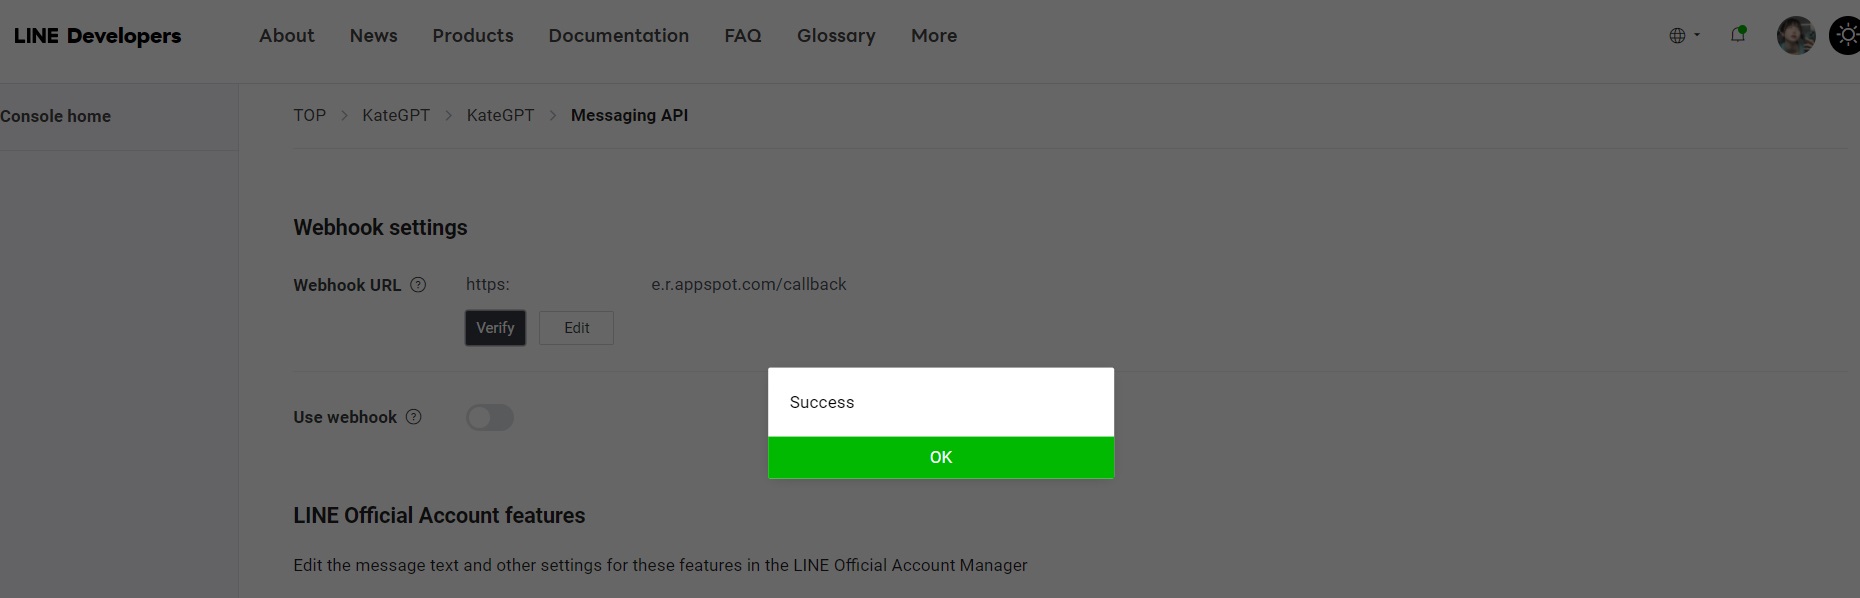 LINE Developers About News Products Documentation FAQ Glossary More
Console home
TOP > KateGPT > KateGPT > Messaging API
Webhook settings
Webhook URL ? https: e.r.appspot.com/callback
Verify Edit
Use webhook ?
Success
OK
LINE Official Account features
Edit the message text and other settings for these features in the LINE Official Account Manager